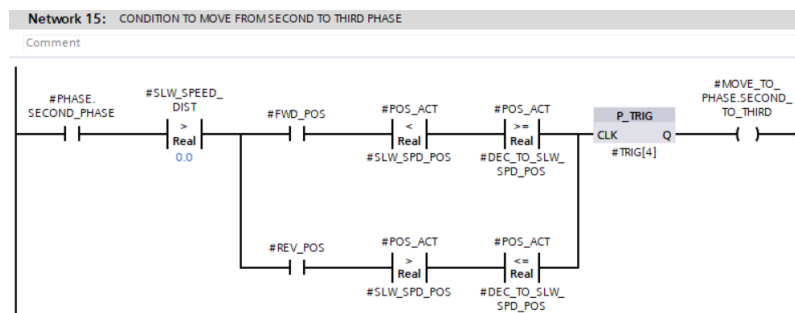 Network 15: CONDITION TO MOVE FROM SECOND TO THIRD PHASE
Comment
#PHASE.
SECOND_PHASE
#SLW_SPEED_
DIST
>
Real
0.0
#FWD_POS
#POS_ACT
<
Real
#SLW_SPD_POS
#POS_ACT
>=
Real
#DEC_TO_SLW_
SPD_POS
P_TRIG
CLK Q
#TRIG[4]
#MOVE_TO_
PHASE.SECOND_
TO_THIRD
#REV_POS
#POS_ACT
>
Real
#SLW_SPD_POS
#POS_ACT
<=
Real
#DEC_TO_SLW_
SPD_POS